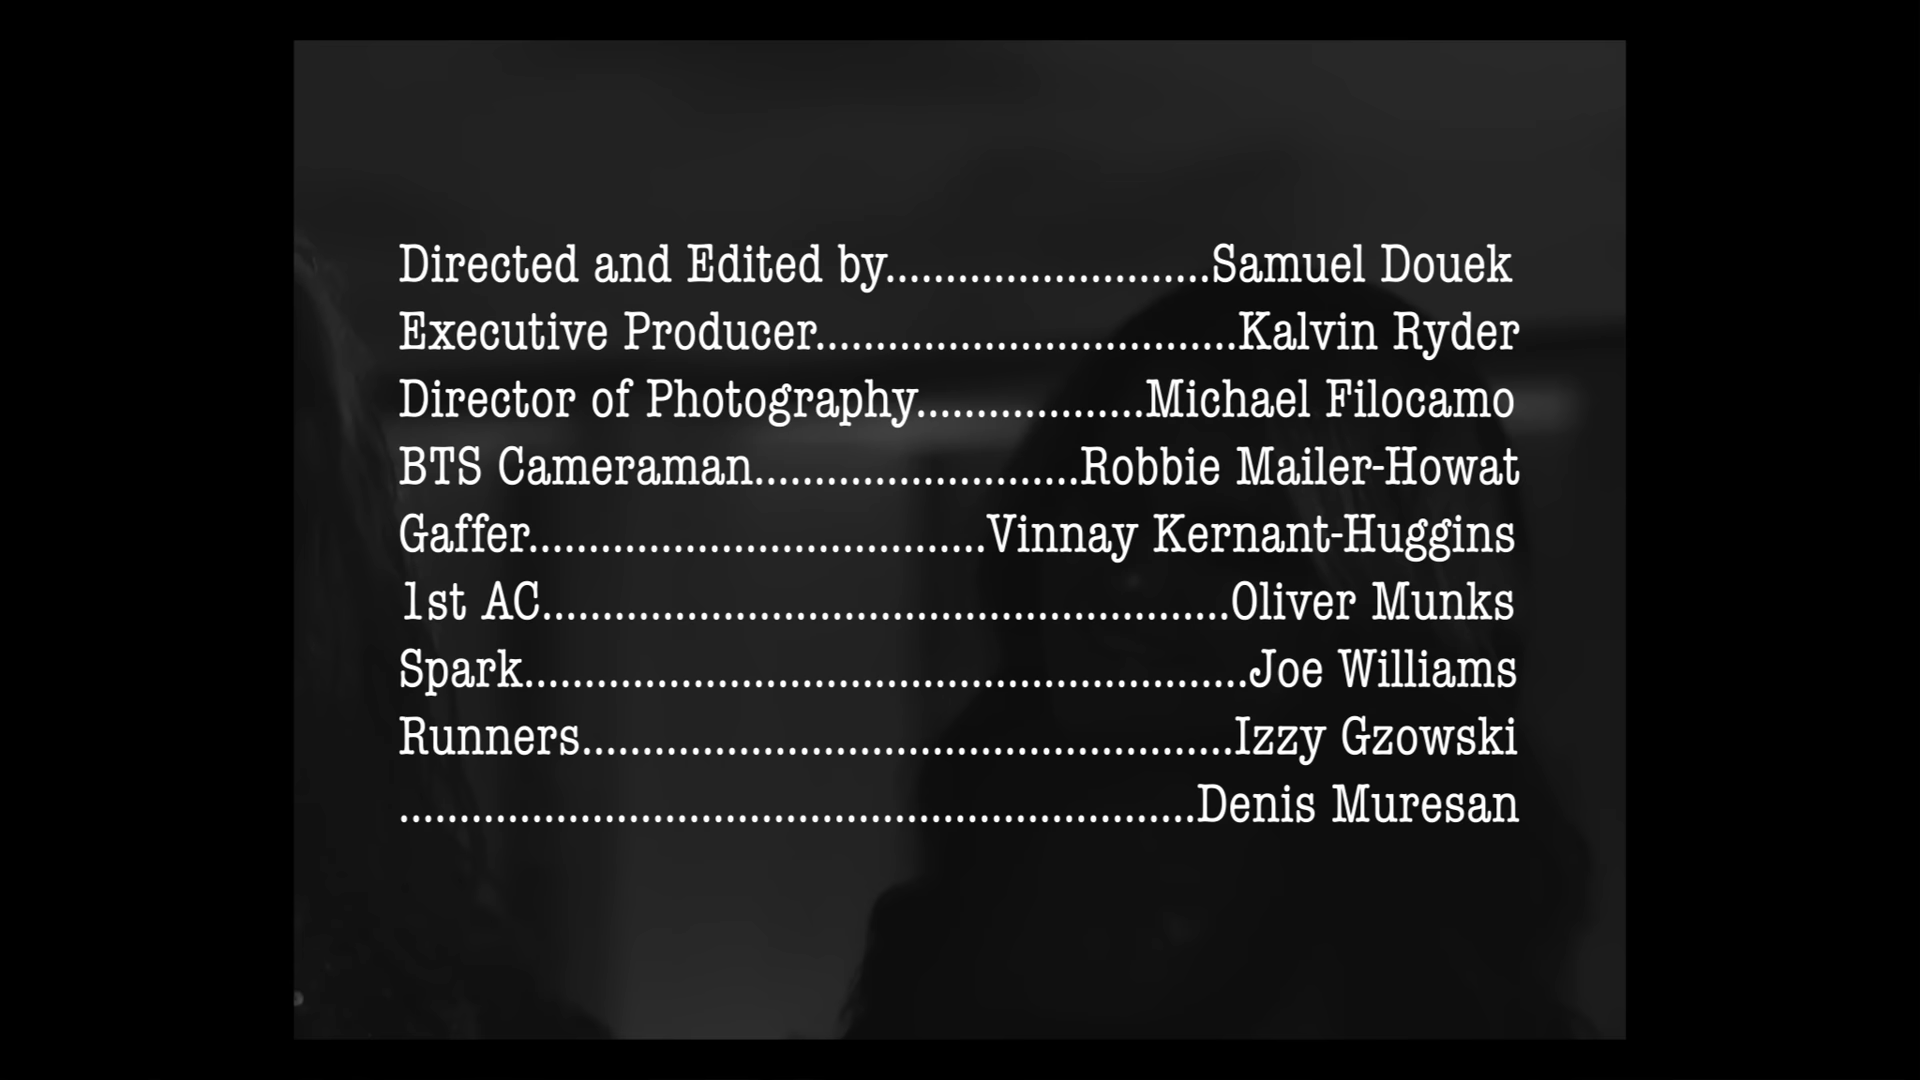 Directed and Edited by...........................Samuel Douek
Executive Producer...................................Kalvin Ryder
Director of Photography...................Michael Filocamo
BTS Cameraman...........................Robbie Mailer-Howat
Gaffer......................................Vinnay Kernant-Huggins
1st AC.........................................................Oliver Munks
Spark............................................................Joe Williams
Runners......................................................Izzy Gzowski
..................................................................Denis Muresan